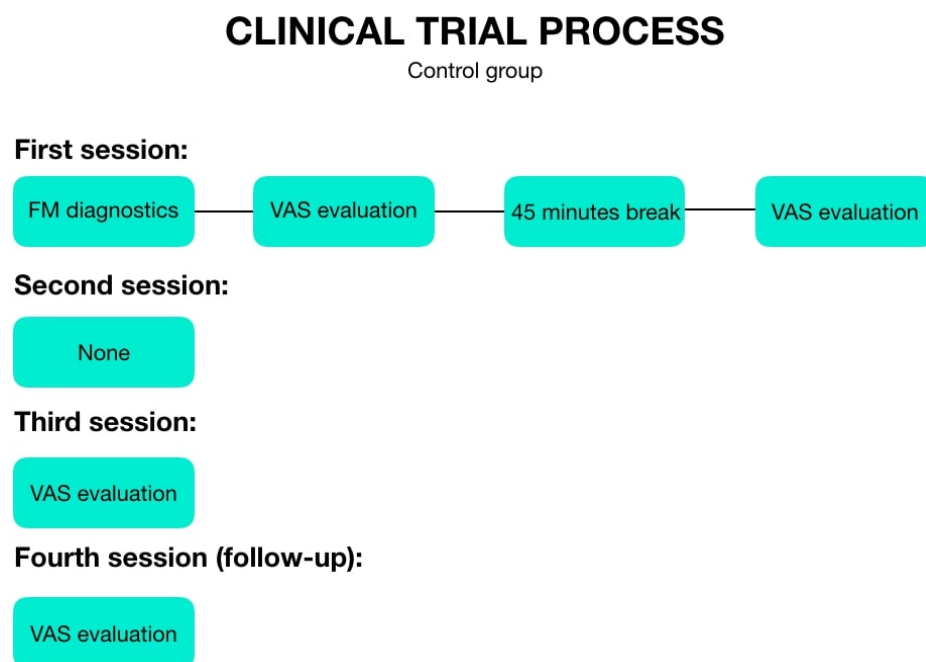 CLINICAL TRIAL PROCESS
Control group
First session:
FM diagnostics
VAS evaluation
45 minutes break
VAS evaluation
Second session:
None
Third session:
VAS evaluation
Fourth session (follow-up):
VAS evaluation